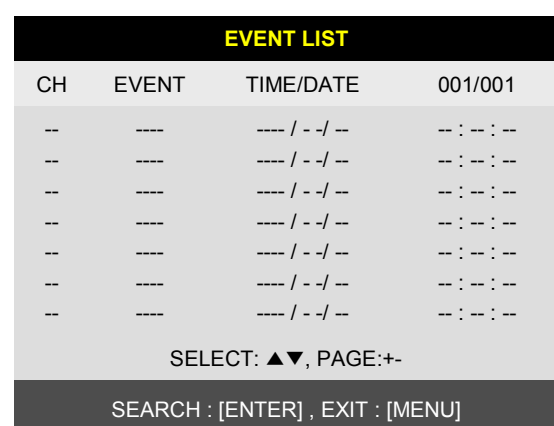 EVENT LIST
CH EVENT TIME/DATE 001/001
-- ---- ---- / - -/ -- -- : -- : --
-- ---- ---- / - -/ -- -- : -- : --
-- ---- ---- / - -/ -- -- : -- : --
-- ---- ---- / - -/ -- -- : -- : --
-- ---- ---- / - -/ -- -- : -- : --
-- ---- ---- / - -/ -- -- : -- : --
-- ---- ---- / - -/ -- -- : -- : --
SELECT: ▲▼, PAGE:+-
SEARCH : [ENTER] , EXIT : [MENU]